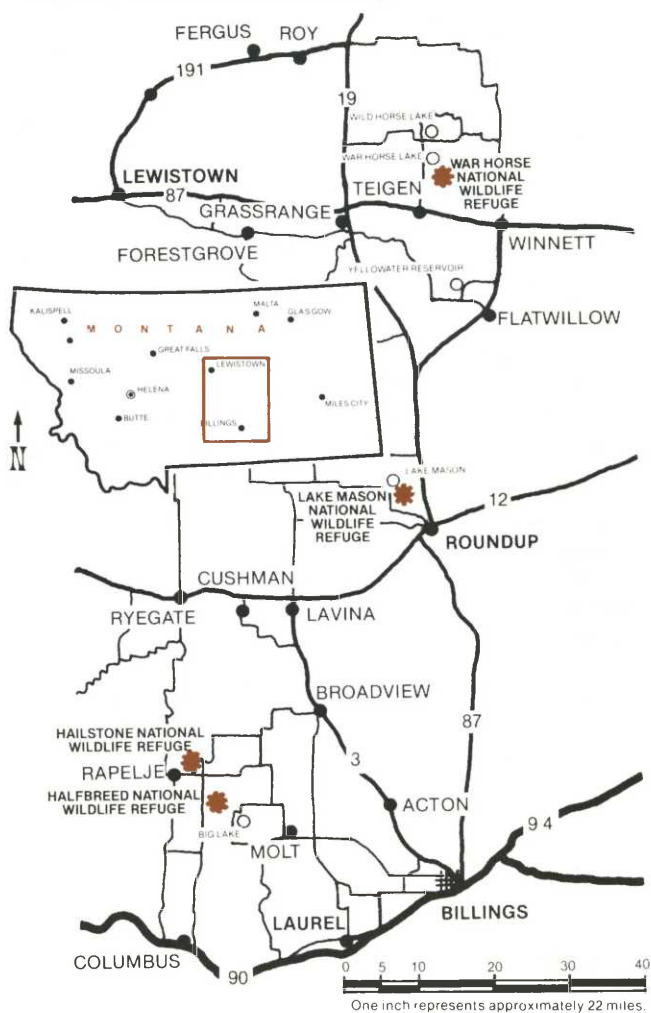 FERGUS
ROY
191
19
WILD HORSE LAKE
WAR HORSE LAKE
WAR HORSE
NATIONAL
WILDLIFE
REFUGE
LEWISTOWN
87
TEIGEN
GRASSRANGE
FORESTGROVE
WINNETT
YELLOWATER RESERVOIR
FLATWILLOW
KALISPELL
MALTA
GLASGOW
MONTANA
GREAT FALLS
MISSOULA
LEWISTOWN
HELENA
MILES CITY
BUTTE
BILLINGS
N
LAKE MASON
LAKE MASON
NATIONAL
WILDLIFE
REFUGE
12
ROUNDUP
CUSHMAN
RYEGATE
LAVINA
BROADVIEW
87
HAILSTONE NATIONAL
WILDLIFE REFUGE
3
RAPELJE
HALFBREED NATIONAL
WILDLIFE REFUGE
ACTON
94
BIG LAKE
MOLT
BILLINGS
LAUREL
COLUMBUS
90
0 5 10 20 30 40
One inch represents approximately 22 miles.